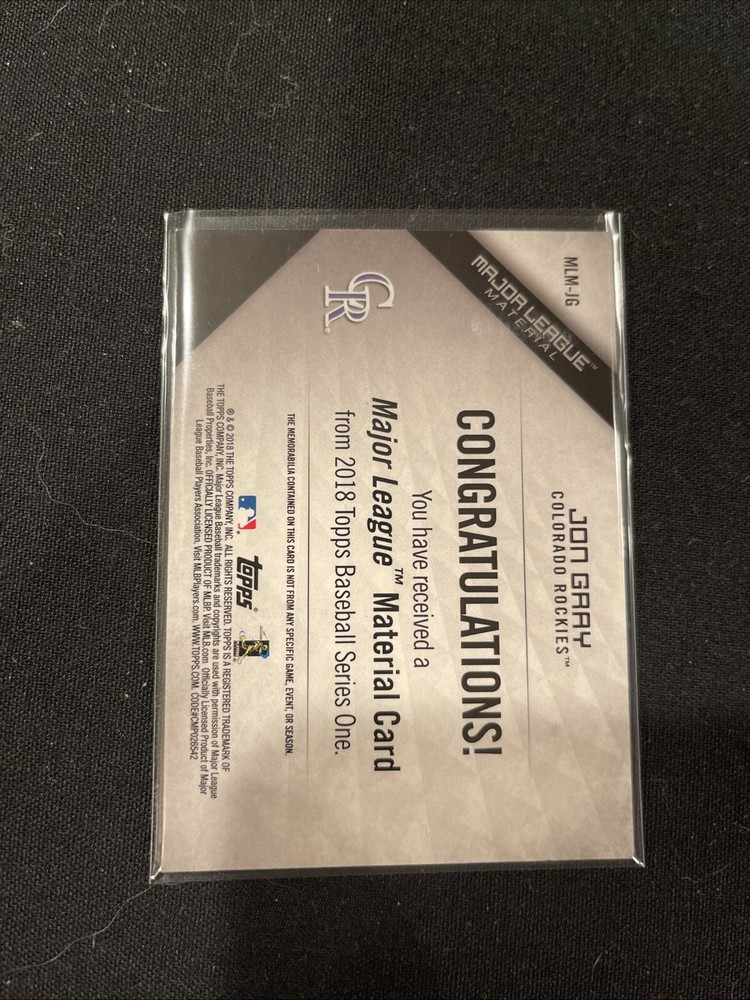 MLM-JG
MAJOR LEAGUE™
MATERIAL
JON GRAY
COLORADO ROCKIES™
CR
CONGRATULATIONS!
You have received a
Major League™ Material Card
from 2018 Topps Baseball Series One.
THE MEMORABILIA CONTAINED ON THIS CARD IS NOT FROM ANY SPECIFIC GAME, EVENT, OR SEASON.
topps®
® & © 2018 THE TOPPS COMPANY, INC. ALL RIGHTS RESERVED. TOPPS IS A REGISTERED TRADEMARK OF
THE TOPPS COMPANY, INC. Major League Baseball trademarks and copyrights are used with permission of Major League
Baseball Properties, Inc. OFFICIALLY LICENSED PRODUCT OF MLBP. Visit MLB.com Officially Licensed Product of Major
League Baseball Players Association. Visit MLBPlayers.com. WWW.TOPPS.COM. CODE#CMP026542